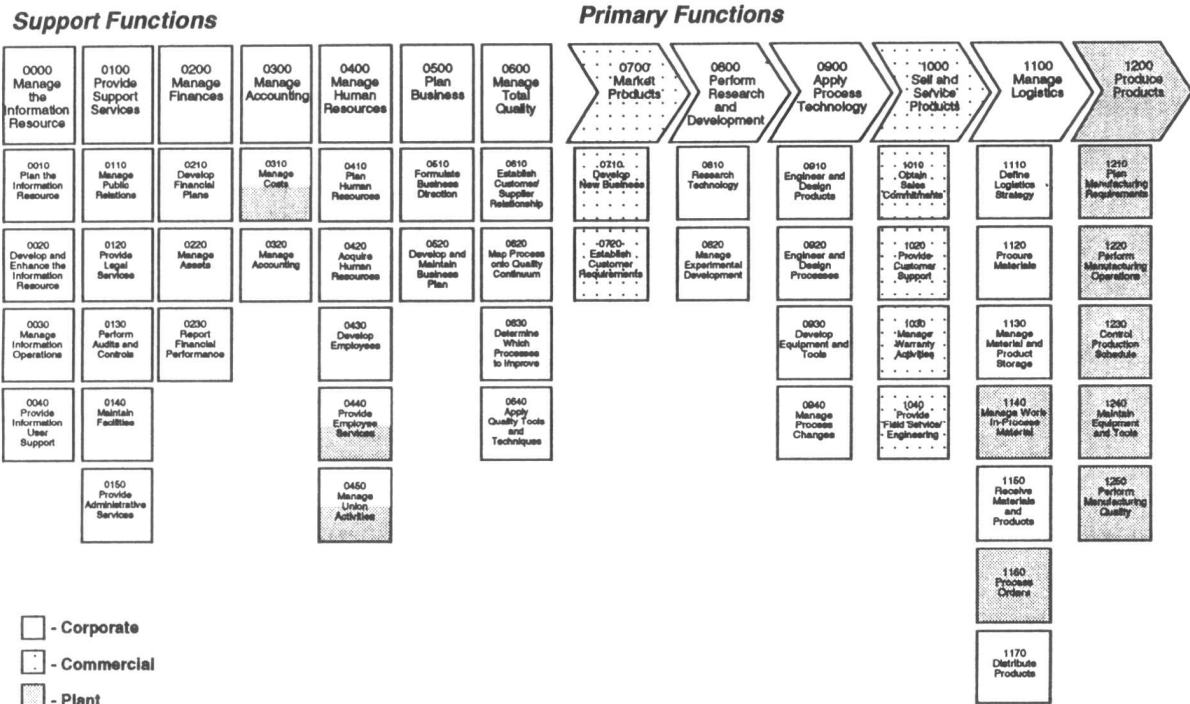 Support Functions
Primary Functions
0000
Manage
the
Information
Resource
0100
Provide
Support
Services
0200
Manage
Finances
0300
Manage
Accounting
0400
Manage
Human
Resources
0500
Plan
Business
0600
Manage
Total
Quality
0700
Market
Products
0800
Perform
Research
and
Development
0900
Apply
Process
Technology
1000
Sell and
Service
Products
1100
Manage
Logistics
1200
Produce
Products
0010
Plan the
Information
Resource
0110
Manage
Public
Relations
0210
Develop
Financial
Plans
0310
Manage
Costs
0410
Plan
Human
Resources
0510
Formulate
Business
Direction
0610
Establish
Customer/
Supplier
Relationship
0710
Develop
New Business
0810
Research
Technology
0910
Engineer and
Design
Products
1010
Obtain
Sales
Commitments
1110
Define
Logistics
Strategy
1210
Plan
Manufacturing
Requirements
0020
Develop and
Enhance the
Information
Resource
0120
Provide
Legal
Services
0220
Manage
Assets
0320
Manage
Accounting
0420
Acquire
Human
Resources
0520
Develop and
Maintain
Business
Plan
0620
Map Process
onto Quality
Continuum
0720
Establish
Customer
Requirements
0820
Manage
Experimental
Development
0920
Engineer and
Design
Processes
1020
Provide
Customer
Support
1120
Procure
Materials
1220
Perform
Manufacturing
Operations
0030
Manage
Information
Operations
0130
Perform
Audits and
Controls
0230
Report
Financial
Performance
0430
Develop
Employees
0630
Determine
Which
Processes
to Improve
0930
Develop
Equipment and
Tools
1030
Manage
Warranty
Activities
1130
Manage
Material and
Product
Storage
1230
Control
Production
Schedule
0040
Provide
Information
User
Support
0140
Maintain
Facilities
0440
Provide
Employee
Services
0640
Apply
Quality Tools
and
Techniques
0940
Manage
Process
Changes
1040
Provide
Field Service/
Engineering
1140
Manage Work-
In-Process
Material
1240
Maintain
Equipment
and Tools
0150
Provide
Administrative
Services
0450
Manage
Union
Activities
1150
Receive
Materials
and
Products
1250
Perform
Manufacturing
Quality
1160
Process
Orders
1170
Distribute
Products
- Corporate
- Commercial
- Plant